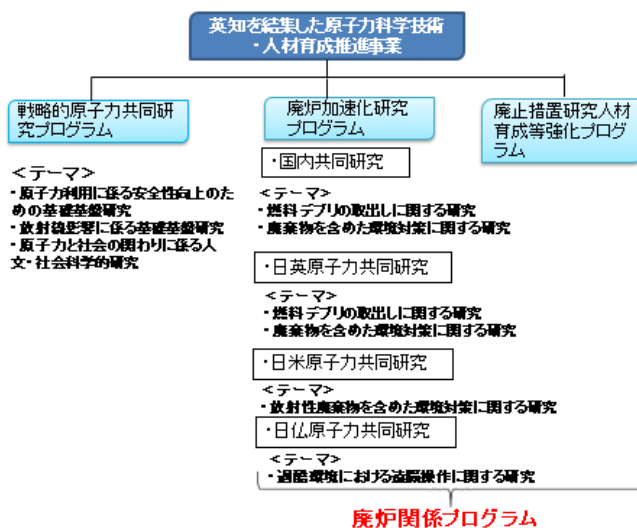 英知を結集した原子力科学技術
・人材育成推進事業
戦略的原子力共同研
究プログラム
＜テーマ＞
・原子力利用に係る安全性向上のた
めの基礎基盤研究
・放射線影響に係る基礎基盤研究
・原子力と社会の関わりに係る人
文・社会科学的研究
廃炉加速化研究
プログラム
・国内共同研究
＜テーマ＞
・燃料デブリの取出しに関する研究
・廃棄物を含めた環境対策に関する研究
・日英原子力共同研究
＜テーマ＞
・燃料デブリの取出しに関する研究
・廃棄物を含めた環境対策に関する研究
・日米原子力共同研究
＜テーマ＞
・放射性廃棄物を含めた環境対策に関する研究
・日仏原子力共同研究
＜テーマ＞
・過酷環境における遠隔操作に関する研究
廃止措置研究人材
育成等強化プログ
ラム
廃炉関係プログラム